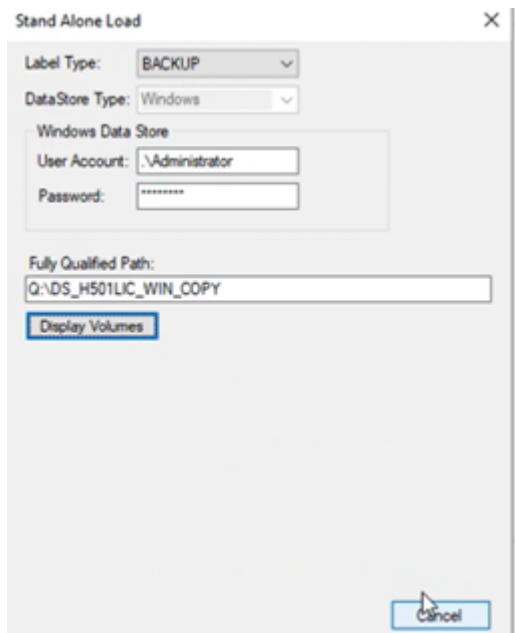 Stand Alone Load
Label Type: BACKUP
DataStore Type: Windows
Windows Data Store
User Account: .\Administrator
Password: ********
Fully Qualified Path:
Q:\DS_H501LIC_WIN_COPY
Display Volumes
Cancel